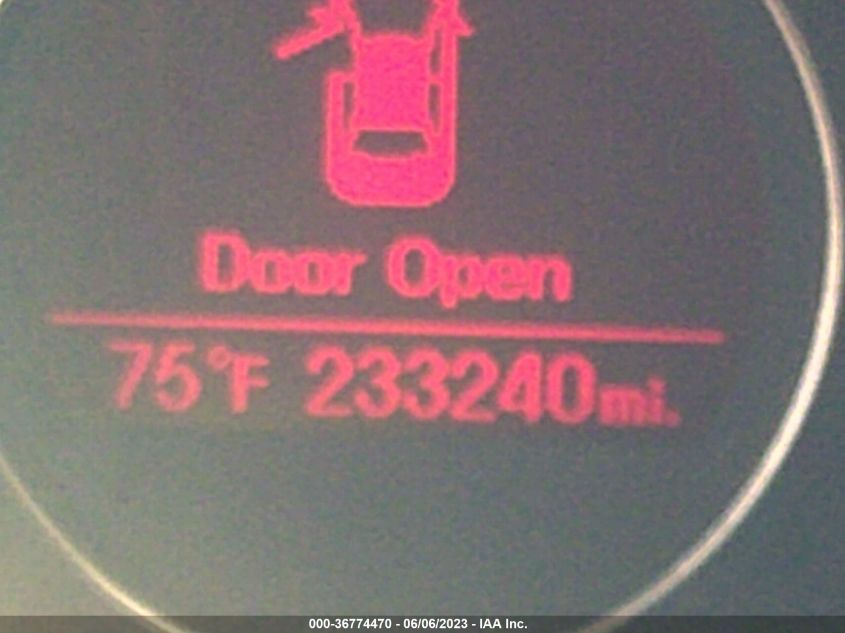 Door Open
75°F 233240mi.
000-36774470 - 06/06/2023 - IAA Inc.